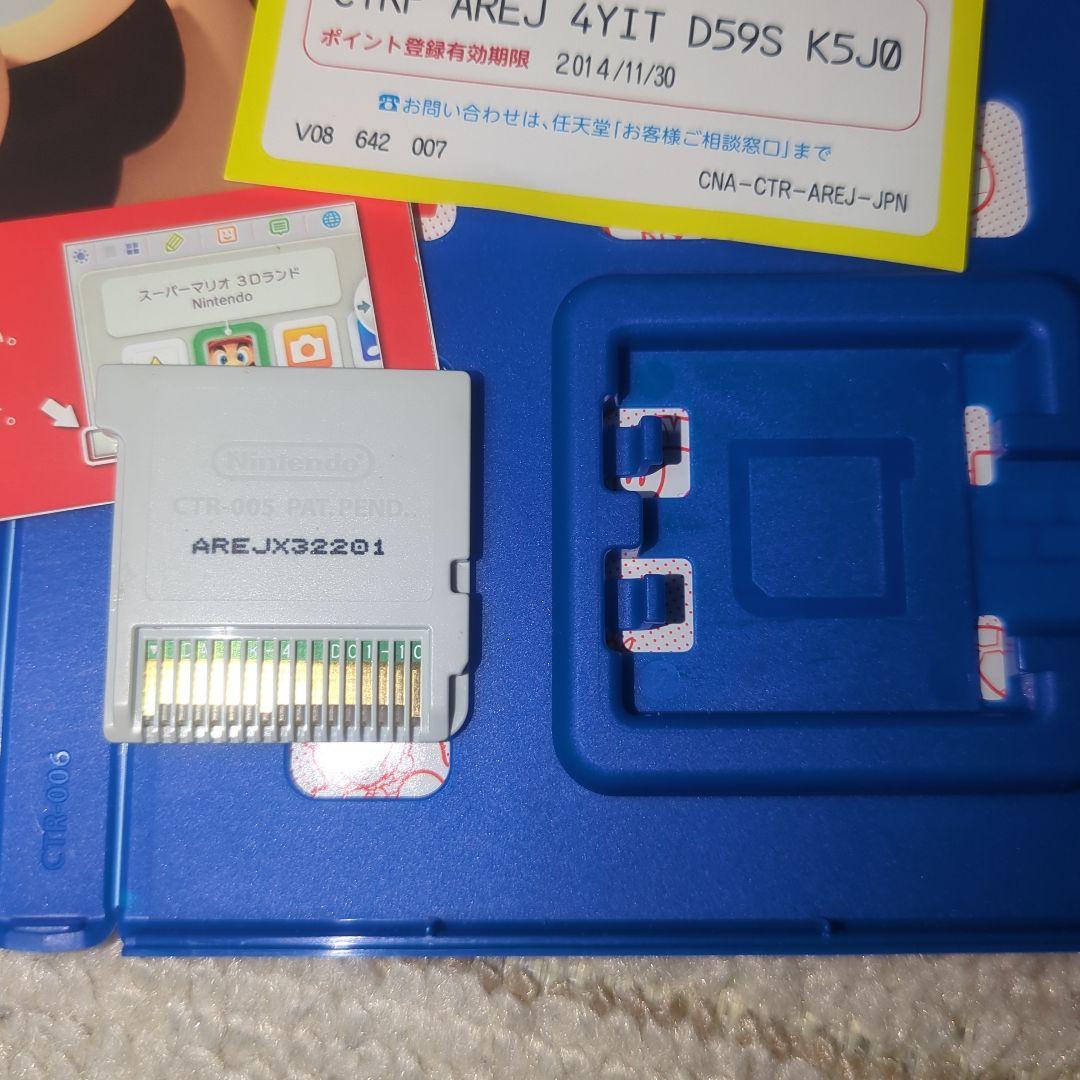 CTRP AREJ 4YIT D59S K5J0
ポイント登録有効期限 2014/11/30
☎お問い合わせは、任天堂「お客様ご相談窓口」まで
V08 642 007
CNA-CTR-AREJ-JPN
スーパーマリオ 3Dランド
Nintendo
Nintendo
CTR-005 PAT.PEND.
AREJX32201
CTR-006